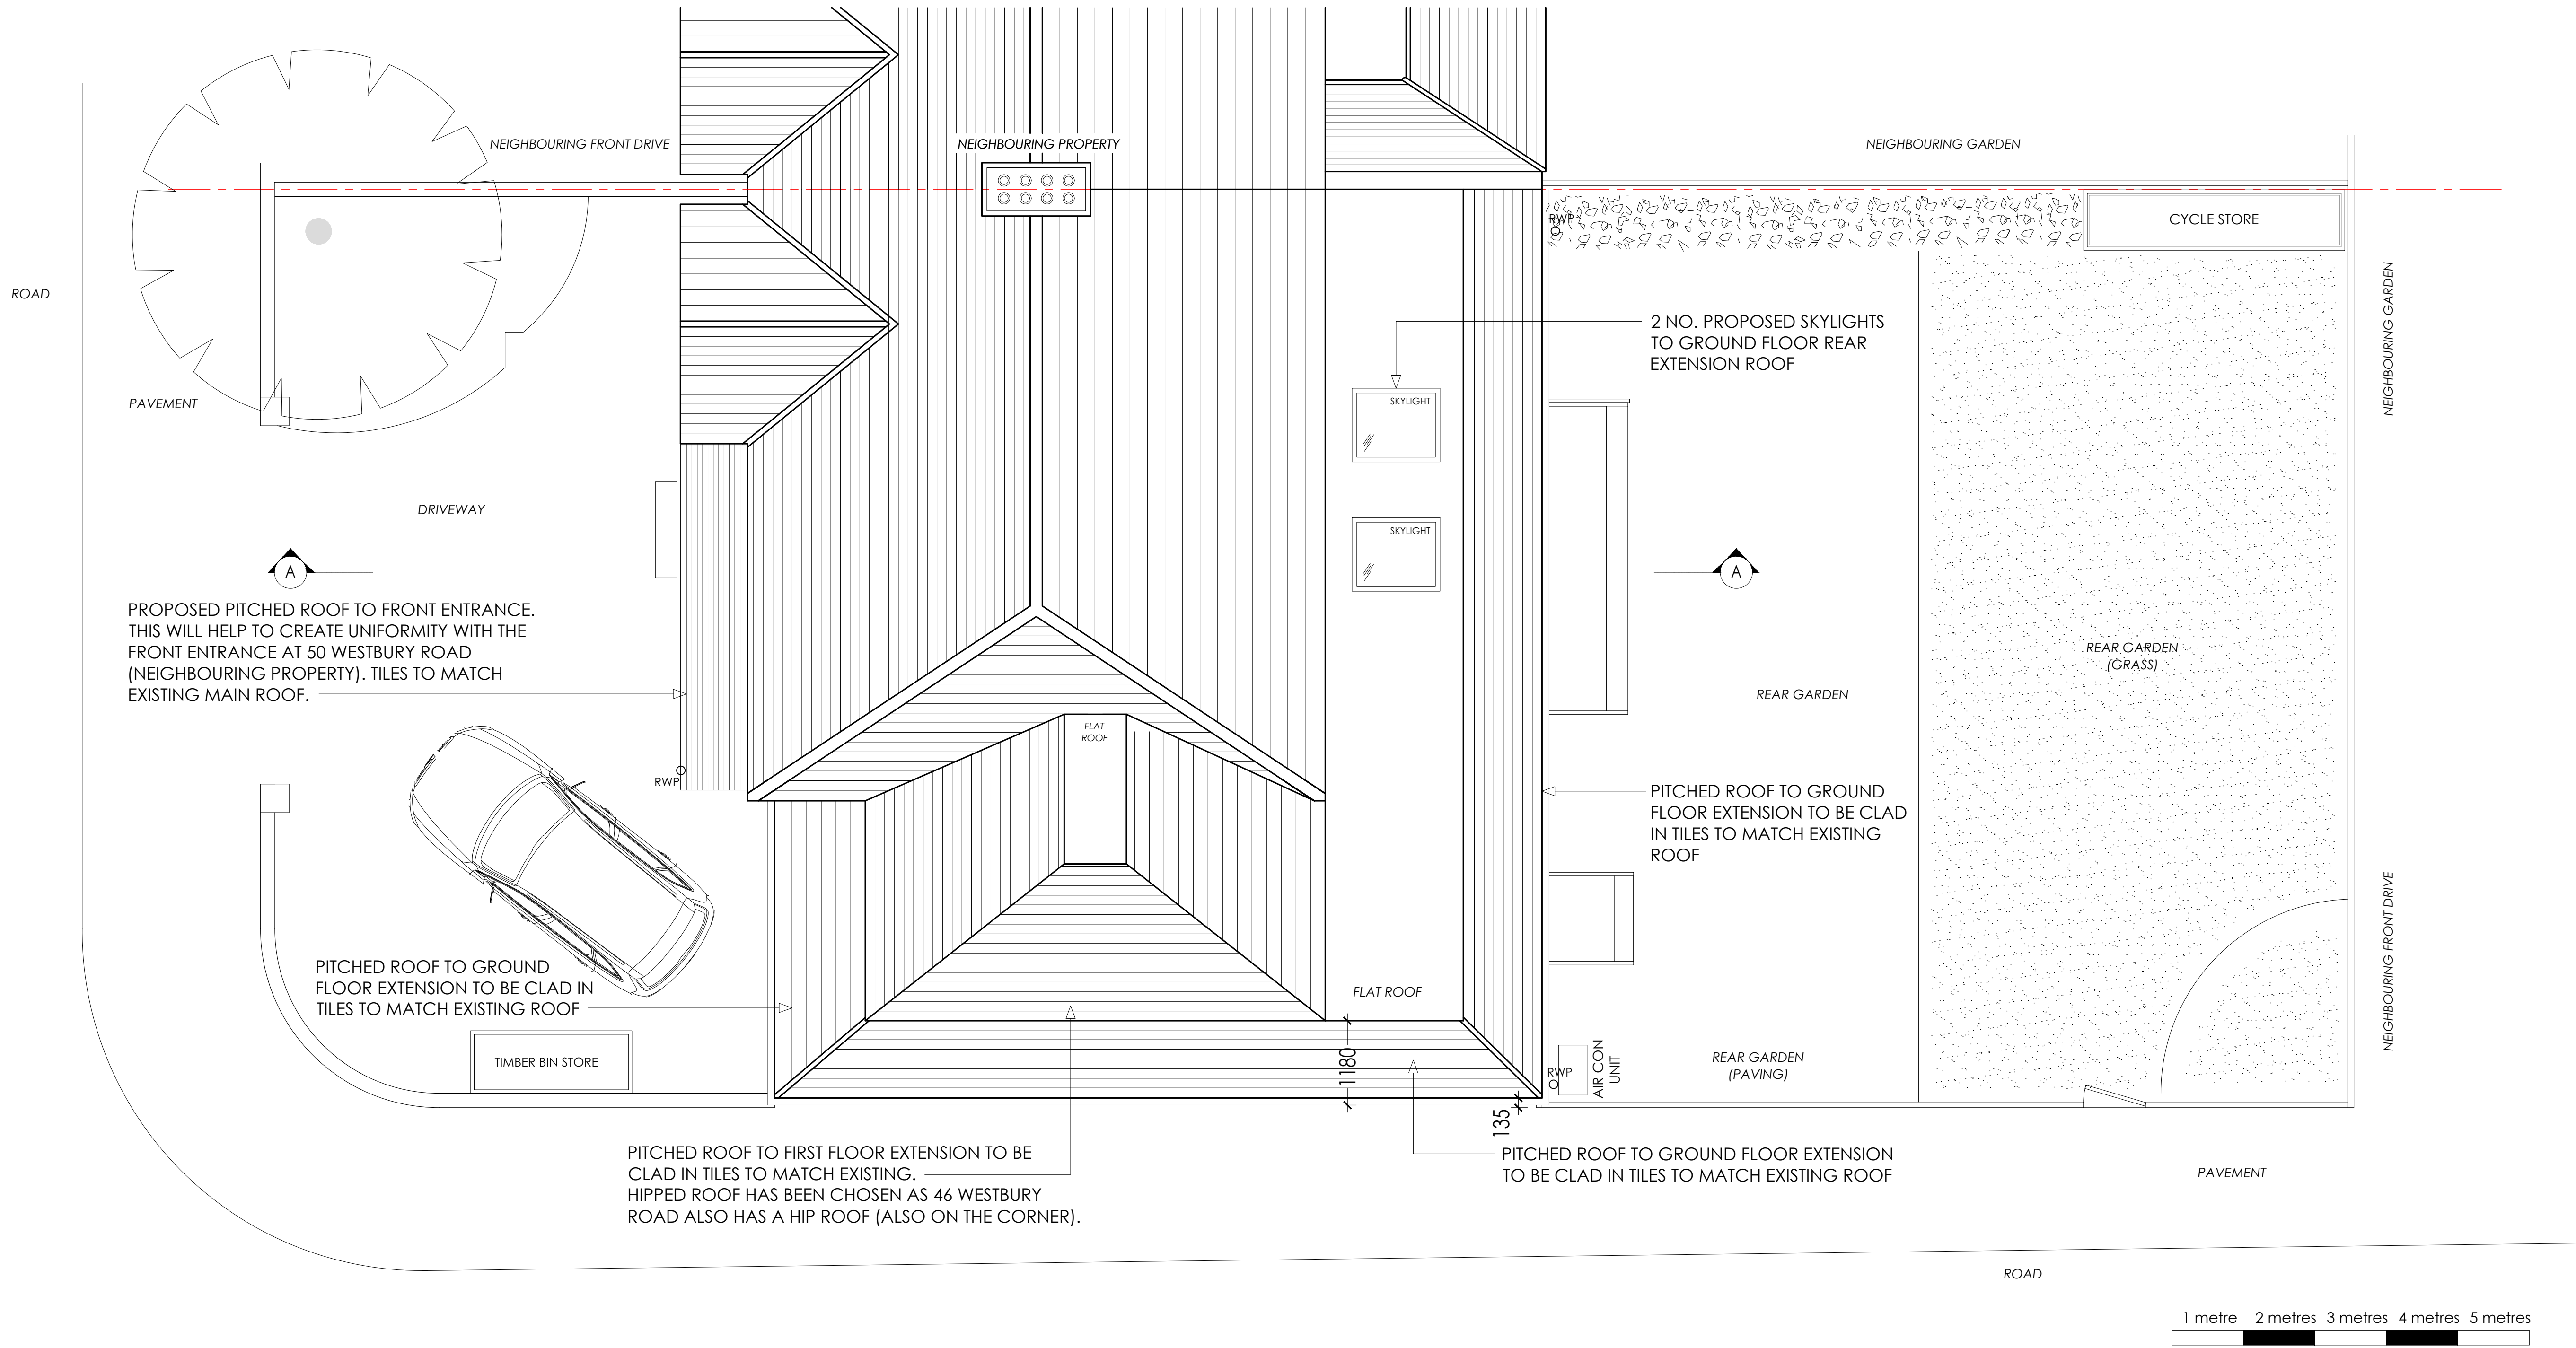 NEIGHBOURING FRONT DRIVE
NEIGHBOURING PROPERTY
NEIGHBOURING GARDEN
RWP
CYCLE STORE
ROAD
NEIGHBOURING GARDEN
2 NO. PROPOSED SKYLIGHTS
TO GROUND FLOOR REAR
EXTENSION ROOF
PAVEMENT
SKYLIGHT
DRIVEWAY
SKYLIGHT
A
A
PROPOSED PITCHED ROOF TO FRONT ENTRANCE.
THIS WILL HELP TO CREATE UNIFORMITY WITH THE
FRONT ENTRANCE AT 50 WESTBURY ROAD
(NEIGHBOURING PROPERTY). TILES TO MATCH
EXISTING MAIN ROOF.
REAR GARDEN
(GRASS)
REAR GARDEN
FLAT
ROOF
RWP
PITCHED ROOF TO GROUND
FLOOR EXTENSION TO BE CLAD
IN TILES TO MATCH EXISTING
ROOF
NEIGHBOURING FRONT DRIVE
PITCHED ROOF TO GROUND
FLOOR EXTENSION TO BE CLAD IN
TILES TO MATCH EXISTING ROOF
FLAT ROOF
TIMBER BIN STORE
1180
RWP
AIR CON
UNIT
REAR GARDEN
(PAVING)
135
PITCHED ROOF TO FIRST FLOOR EXTENSION TO BE
CLAD IN TILES TO MATCH EXISTING.
HIPPED ROOF HAS BEEN CHOSEN AS 46 WESTBURY
ROAD ALSO HAS A HIP ROOF (ALSO ON THE CORNER).
PITCHED ROOF TO GROUND FLOOR EXTENSION
TO BE CLAD IN TILES TO MATCH EXISTING ROOF
PAVEMENT
ROAD
1 metre 2 metres 3 metres 4 metres 5 metres